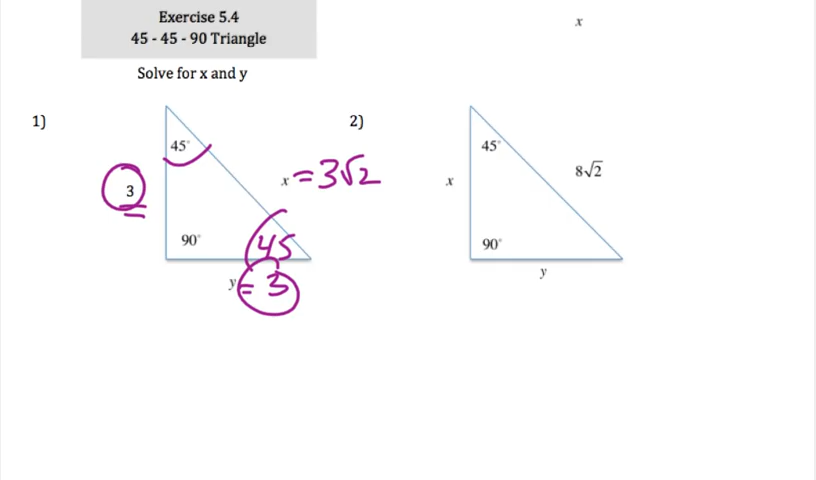 Exercise 5.4
45 - 45 - 90 Triangle
x
Solve for x and y
1)
45°
3
x = 3√2
90°
45
y = 3
2)
45°
8√2
x
90°
y